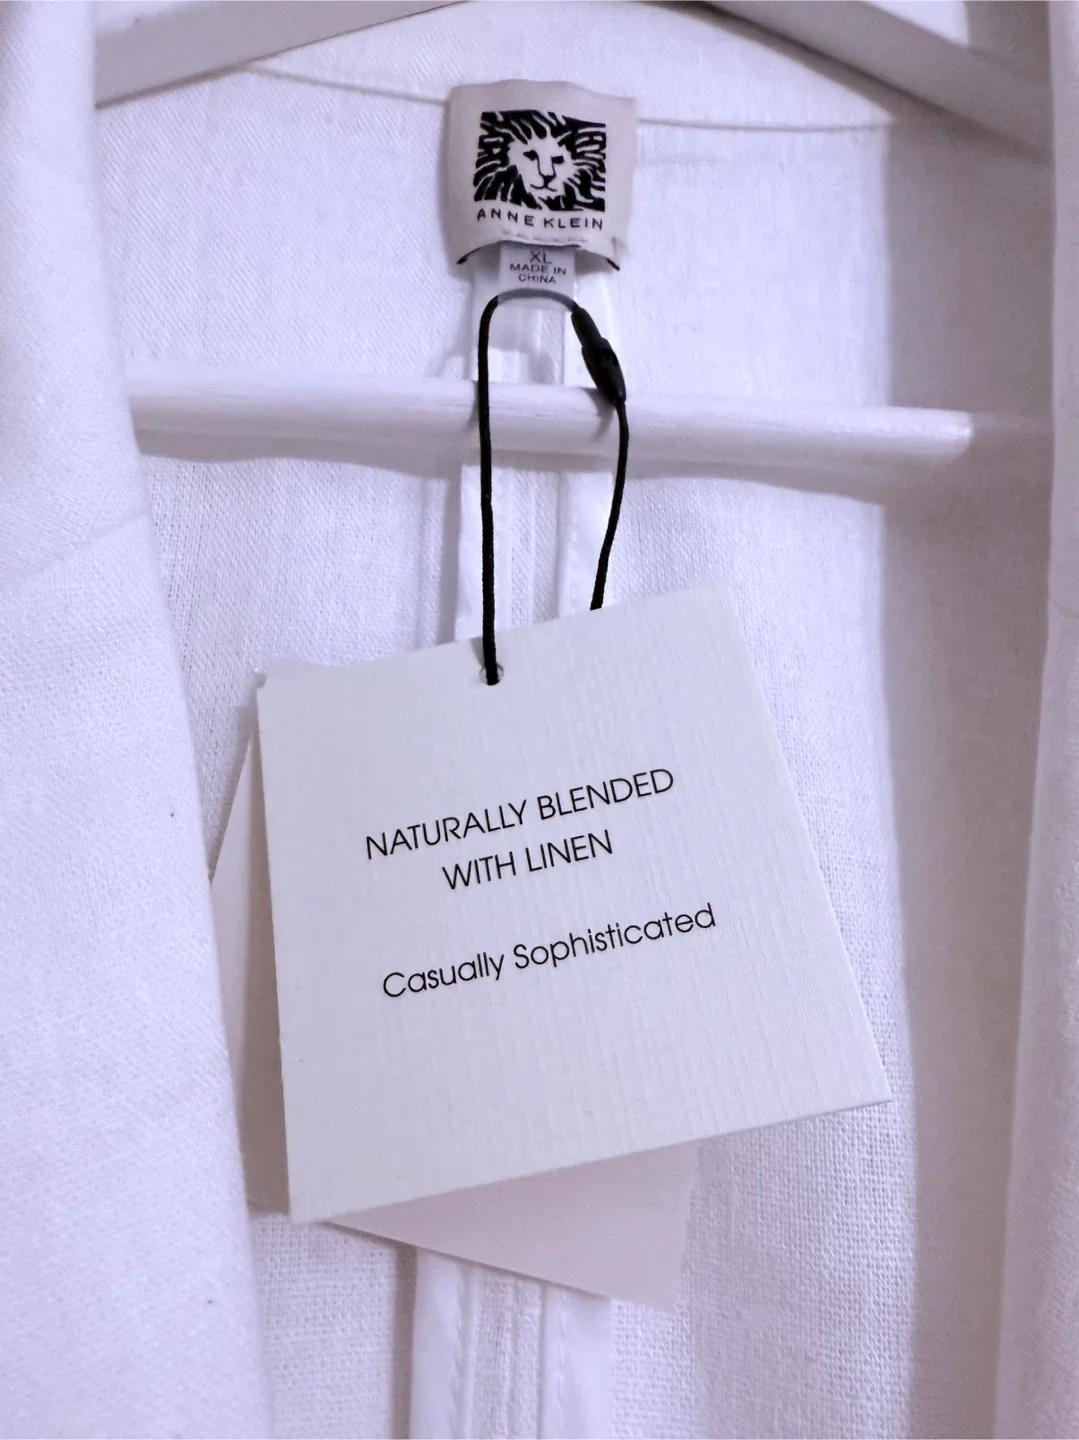 ANNE KLEIN
XL
MADE IN
CHINA
NATURALLY BLENDED
WITH LINEN
Casually Sophisticated